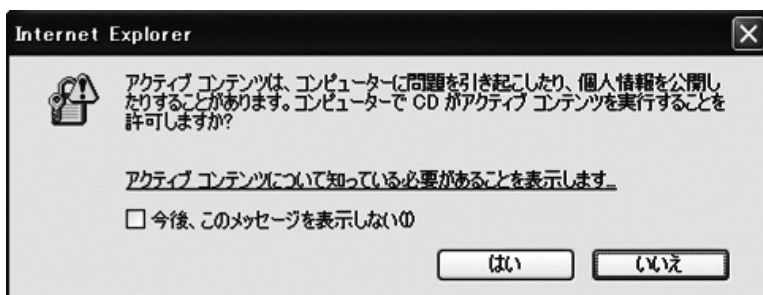 Internet Explorer
アクティブ コンテンツは、コンピューターに問題を引き起こしたり、個人情報を公開し
たりすることがあります。コンピューターで CD がアクティブ コンテンツを実行することを
許可しますか?
アクティブ コンテンツについて知っている必要があることを表示します...
今後、このメッセージを表示しない(I)
はい
いいえ